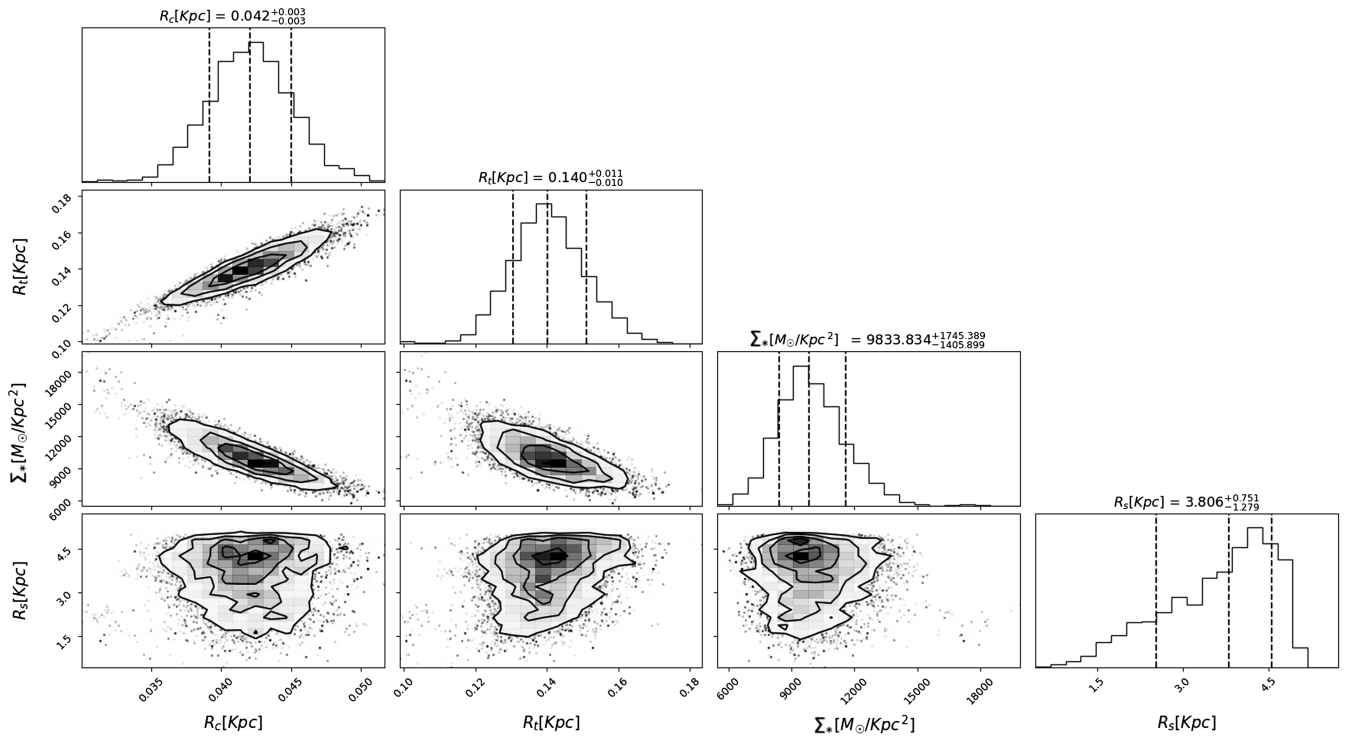 R_c[Kpc] = 0.042^{+0.003}_{-0.003}
R_t[Kpc] = 0.140^{+0.011}_{-0.010}
Σ_*[M_⊙/Kpc^2] = 9833.834^{+1745.389}_{-1405.899}
R_s[Kpc] = 3.806^{+0.751}_{-1.279}
R_t[Kpc]
0.18
0.16
0.14
0.12
0.10
Σ_*[M_⊙/Kpc^2]
18000
15000
12000
9000
6000
R_s[Kpc]
4.5
3.0
1.5
0.035 0.040 0.045 0.050
R_c[Kpc]
0.10 0.12 0.14 0.16 0.18
R_t[Kpc]
6000 9000 12000 15000 18000
Σ_*[M_⊙/Kpc^2]
1.5 3.0 4.5
R_s[Kpc]